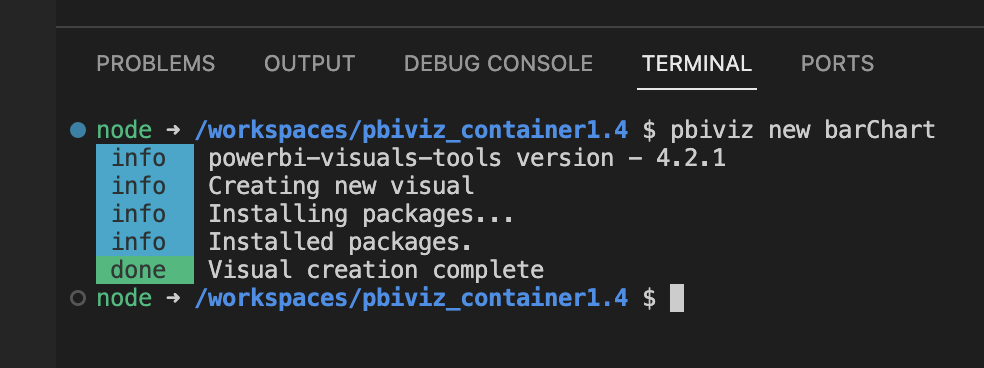 PROBLEMS OUTPUT DEBUG CONSOLE TERMINAL PORTS
node ➜ /workspaces/pbiviz_container1.4 $ pbiviz new barChart
info powerbi-visuals-tools version - 4.2.1
info Creating new visual
info Installing packages...
info Installed packages.
done Visual creation complete
node ➜ /workspaces/pbiviz_container1.4 $